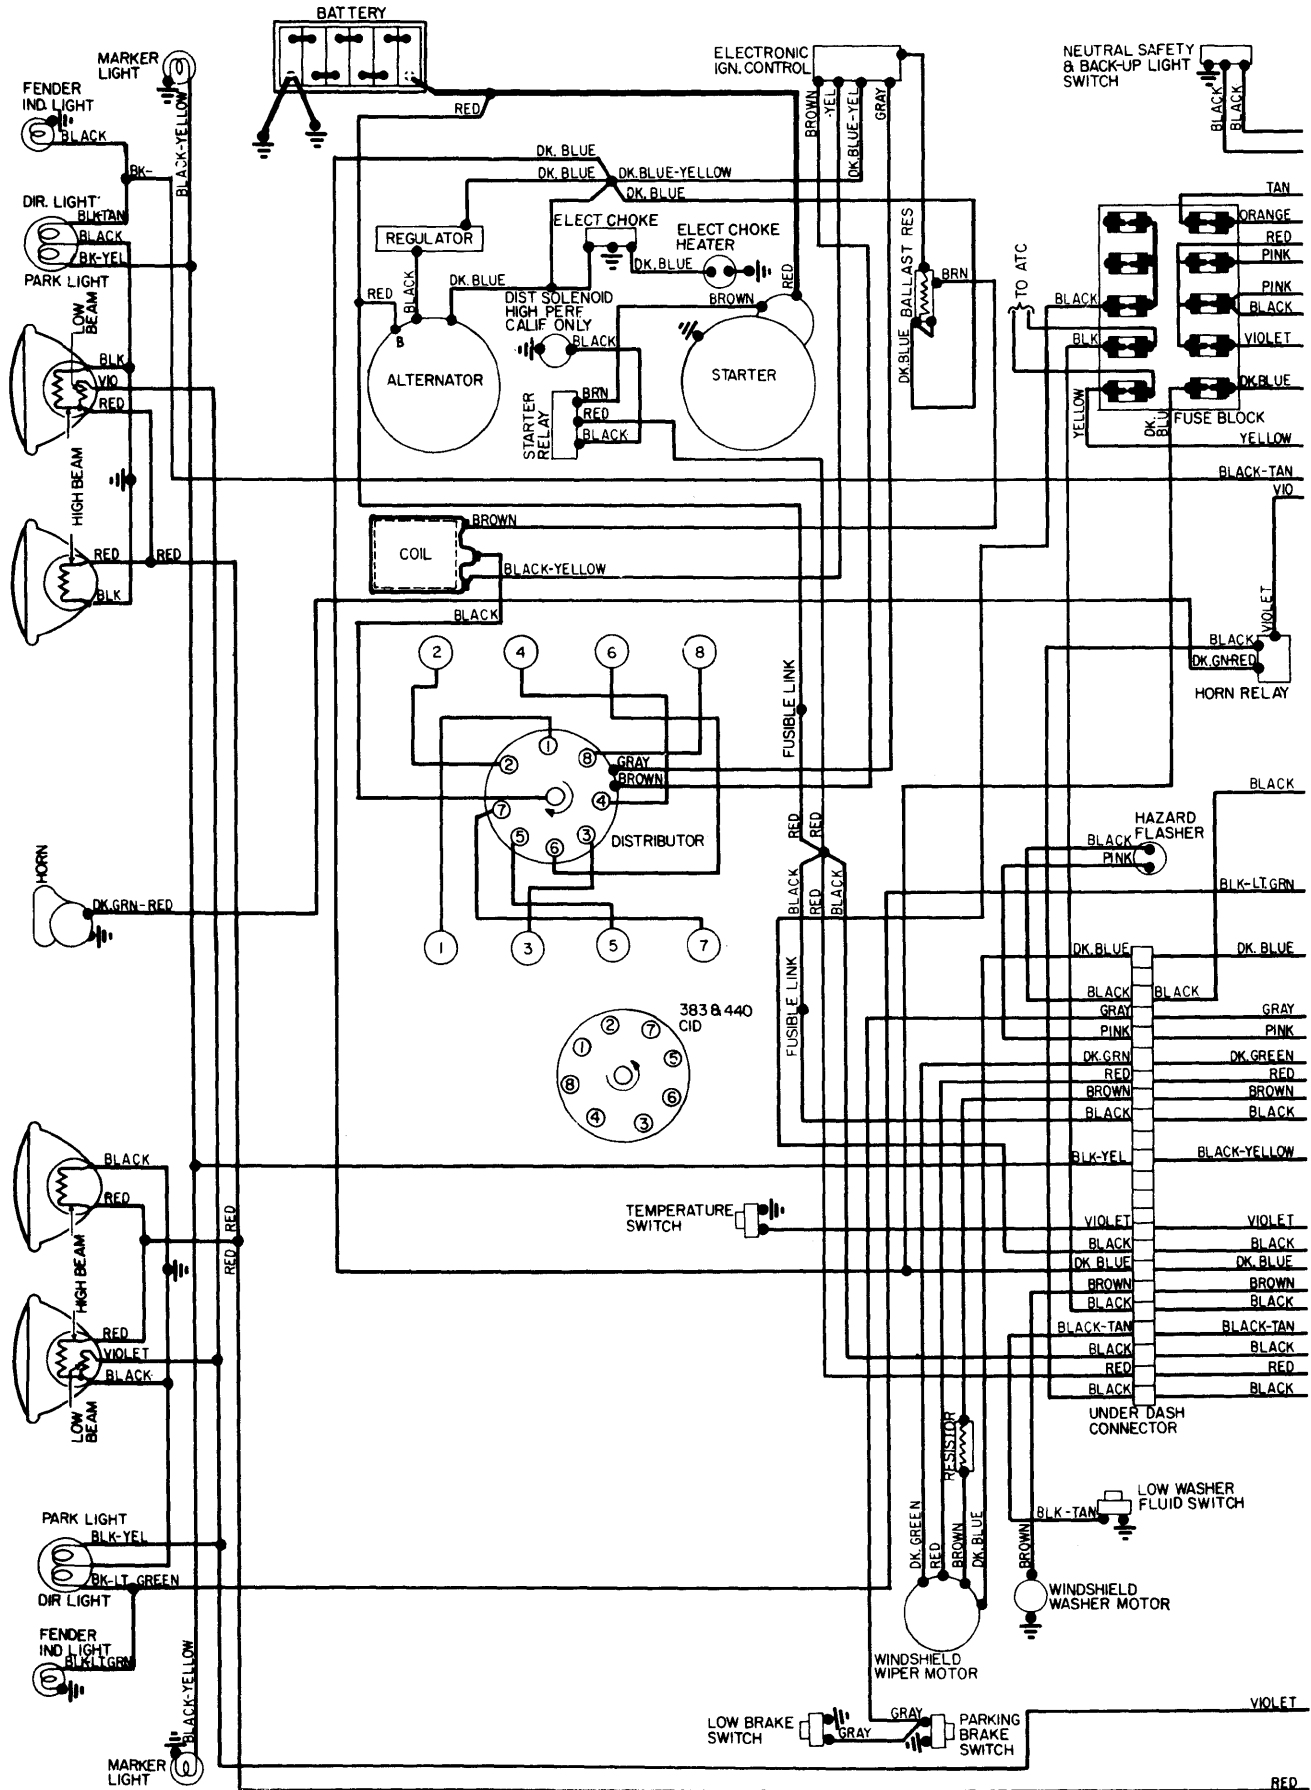 BATTERY
MARKER
LIGHT
FENDER
IND. LIGHT
BLACK
BLACK-YELLOW
BK-
DIR. LIGHT
BLK-TAN
BLACK
BK-YEL
PARK LIGHT
LOW
BEAM
BLK
VIO
RED
HIGH BEAM
RED
RED
BLK
RED
DK. BLUE
DK. BLUE
DK. BLUE-YELLOW
DK. BLUE
REGULATOR
BLACK
RED
DK. BLUE
B
ALTERNATOR
ELECT CHOKE
DK. BLUE
ELECT CHOKE
HEATER
DIST SOLENOID
HIGH PERF
CALIF ONLY
BLACK
BROWN
RED
STARTER
STARTER
RELAY
BRN
RED
BLACK
ELECTRONIC
IGN. CONTROL
BROWN
-YEL
DK. BLUE-YEL
GRAY
BALLAST RES
BRN
DK. BLUE
NEUTRAL SAFETY
& BACK-UP LIGHT
SWITCH
BLACK
BLACK
TO ATC
TAN
ORANGE
RED
PINK
PINK
BLACK
VIOLET
DK.BLUE
BLACK
BLK
YELLOW
DK.
BLU
FUSE BLOCK
YELLOW
BLACK-TAN
VIO
COIL
BROWN
BLACK-YELLOW
BLACK
VIOLET
BLACK
DK.GN-RED
HORN RELAY
2
4
6
8
FUSIBLE LINK
1
8
2
GRAY
BROWN
7
4
5
3
6
DISTRIBUTOR
RED
RED
BLACK
RED
BLACK
HORN
DK.GRN-RED
1
3
5
7
BLACK
HAZARD
FLASHER
BLACK
PINK
BLK-LT.GRN
383 & 440
CID
2
7
1
5
8
6
4
3
FUSIBLE LINK
DK. BLUE
DK. BLUE
BLACK
BLACK
GRAY
GRAY
PINK
PINK
DK.GRN
DK.GREEN
RED
RED
BROWN
BROWN
BLACK
BLACK
BLK-YEL
BLACK-YELLOW
VIOLET
VIOLET
BLACK
BLACK
DK BLUE
DK. BLUE
BROWN
BROWN
BLACK
BLACK
BLACK-TAN
BLACK-TAN
BLACK
BLACK
RED
RED
BLACK
BLACK
UNDER DASH
CONNECTOR
TEMPERATURE
SWITCH
BLACK
RED
RED
RED
HIGH BEAM
RED
VIOLET
BLACK
LOW
BEAM
RESISTOR
LOW WASHER
FLUID SWITCH
BLK-TAN
DK. GREEN
RED
BROWN
DK. BLUE
BROWN
WINDSHIELD
WASHER MOTOR
WINDSHIELD
WIPER MOTOR
PARK LIGHT
BLK-YEL
BK-LT. GREEN
DIR LIGHT
FENDER
IND LIGHT
BLK-LT.GRN
BLACK-YELLOW
MARKER
LIGHT
LOW BRAKE
SWITCH
GRAY
GRAY
PARKING
BRAKE
SWITCH
VIOLET
RED